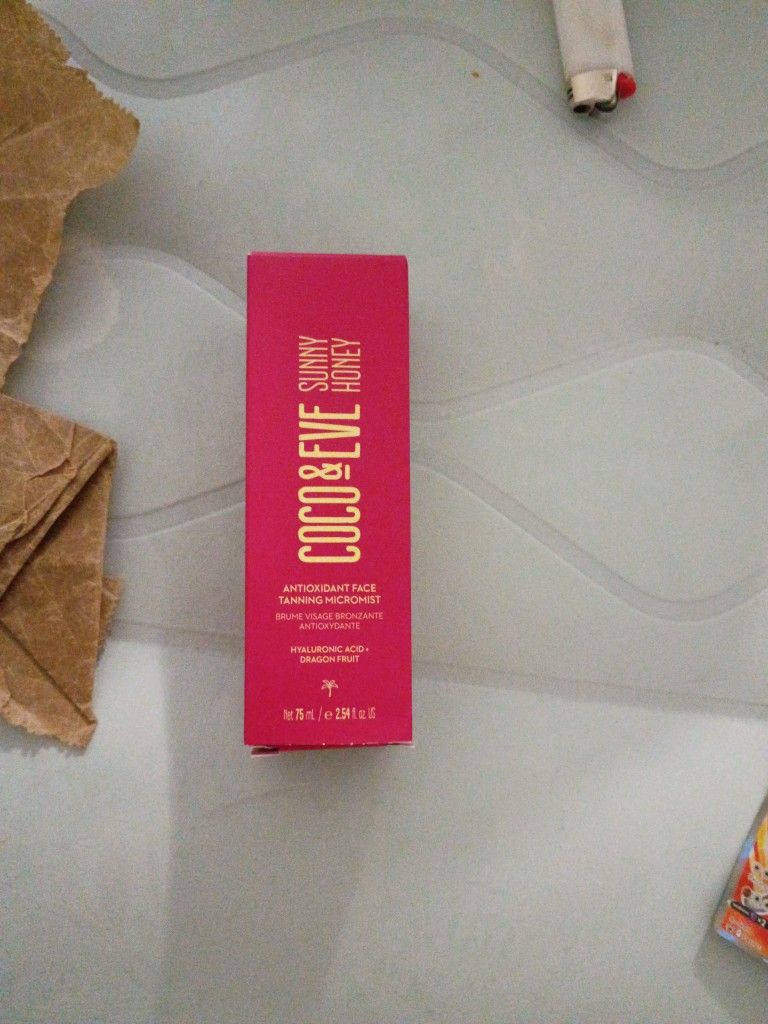 COCO&EVE SUNNY
HONEY
ANTIOXIDANT FACE
TANNING MICROMIST
BRUME VISAGE BRONZANTE
ANTIOXYDANTE
HYALURONIC ACID +
DRAGON FRUIT
Net 75 mL / e 2.54 fl. oz. US